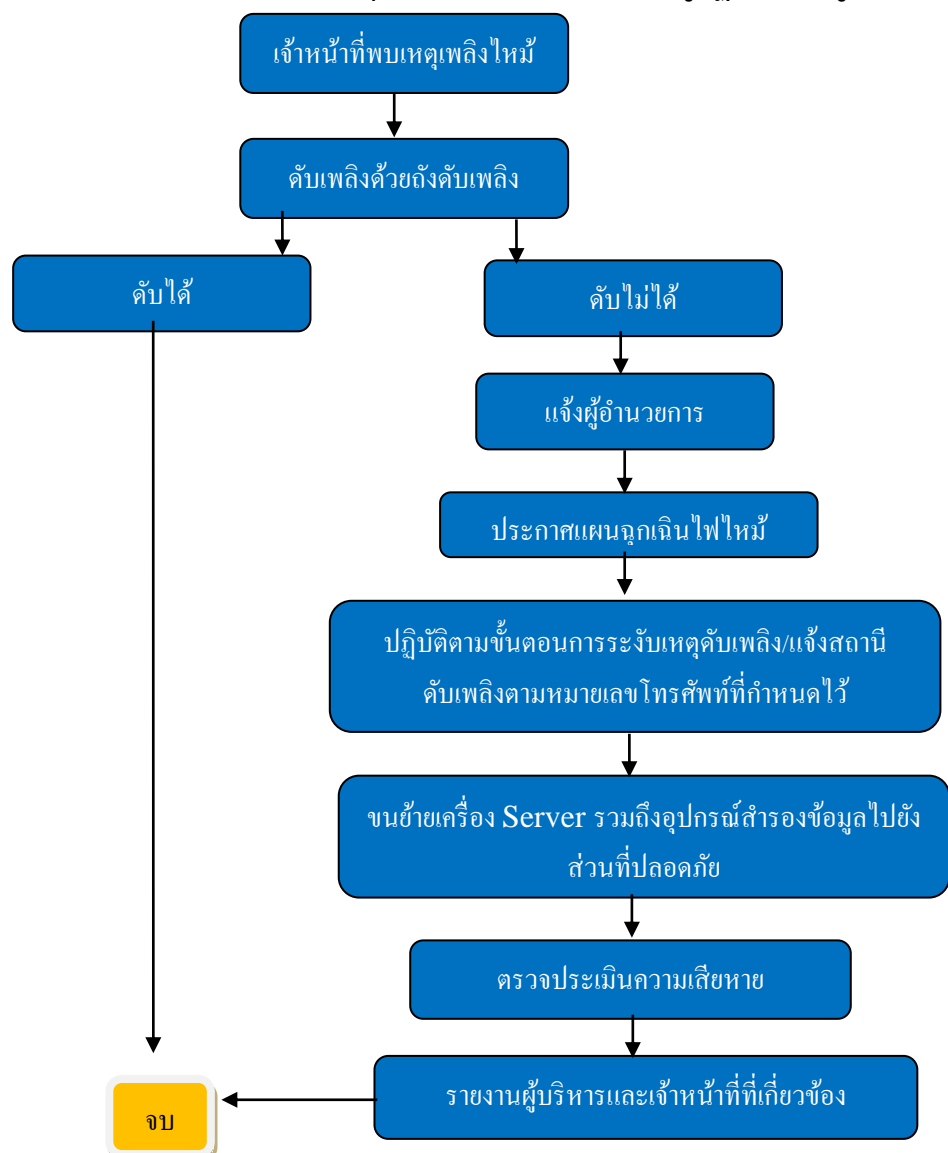 เจ้าหน้าที่พบเหตุเพลิงไหม้
ดับเพลิงด้วยถังดับเพลิง
ดับได้
ดับไม่ได้
แจ้งผู้อำนวยการ
ประกาศแผนฉุกเฉินไฟไหม้
ปฏิบัติตามขั้นตอนการระงับเหตุดับเพลิง/แจ้งสถานี
ดับเพลิงตามหมายเลขโทรศัพท์ที่กำหนดไว้
ขนย้ายเครื่อง Server รวมถึงอุปกรณ์สำรองข้อมูลไปยัง
ส่วนที่ปลอดภัย
ตรวจประเมินความเสียหาย
รายงานผู้บริหารและเจ้าหน้าที่ที่เกี่ยวข้อง
จบ